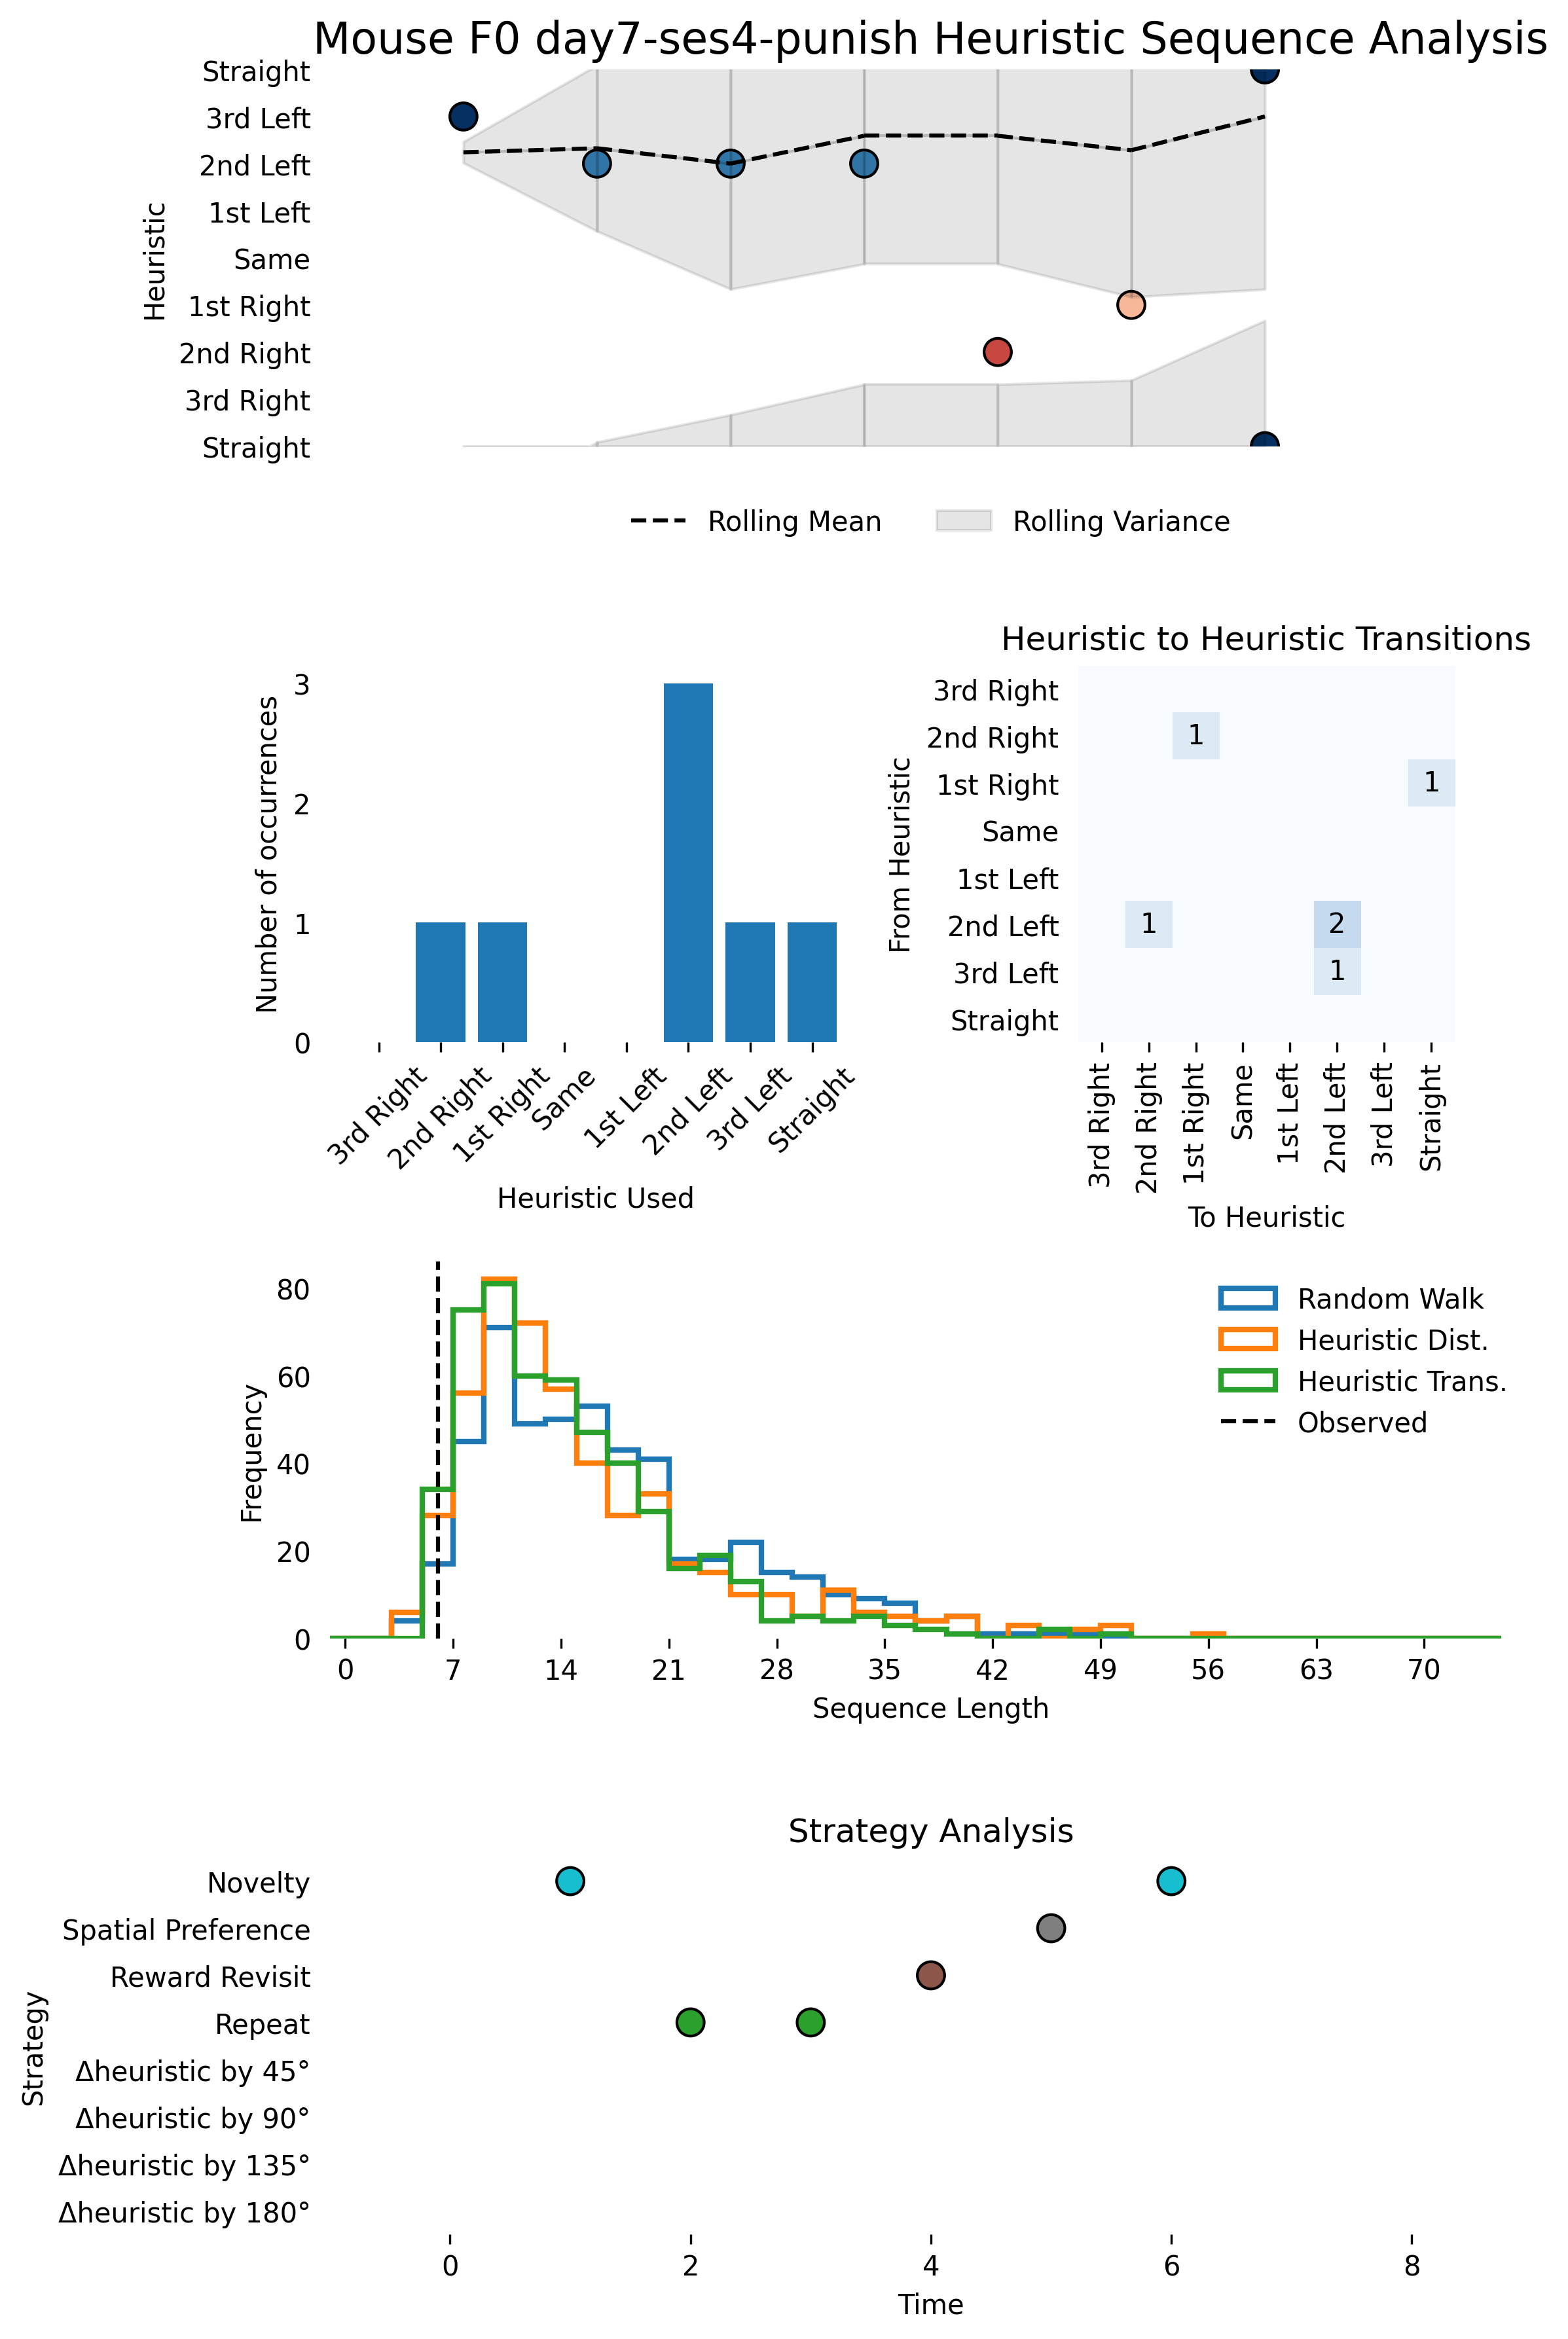 Mouse F0 day7-ses4-punish Heuristic Sequence Analysis
Heuristic
Straight
3rd Left
2nd Left
1st Left
Same
1st Right
2nd Right
3rd Right
Straight
Rolling Mean
Rolling Variance
Number of occurrences
3
2
1
0
3rd Right
2nd Right
1st Right
Same
1st Left
2nd Left
3rd Left
Straight
Heuristic Used
Heuristic to Heuristic Transitions
From Heuristic
3rd Right
2nd Right 1
1st Right 1
Same
1st Left
2nd Left 1 2
3rd Left 1
Straight
3rd Right
2nd Right
1st Right
Same
1st Left
2nd Left
3rd Left
Straight
To Heuristic
Frequency
80
60
40
20
0
0 7 14 21 28 35 42 49 56 63 70
Sequence Length
Random Walk
Heuristic Dist.
Heuristic Trans.
Observed
Strategy Analysis
Strategy
Novelty
Spatial Preference
Reward Revisit
Repeat
Δheuristic by 45°
Δheuristic by 90°
Δheuristic by 135°
Δheuristic by 180°
0 2 4 6 8
Time